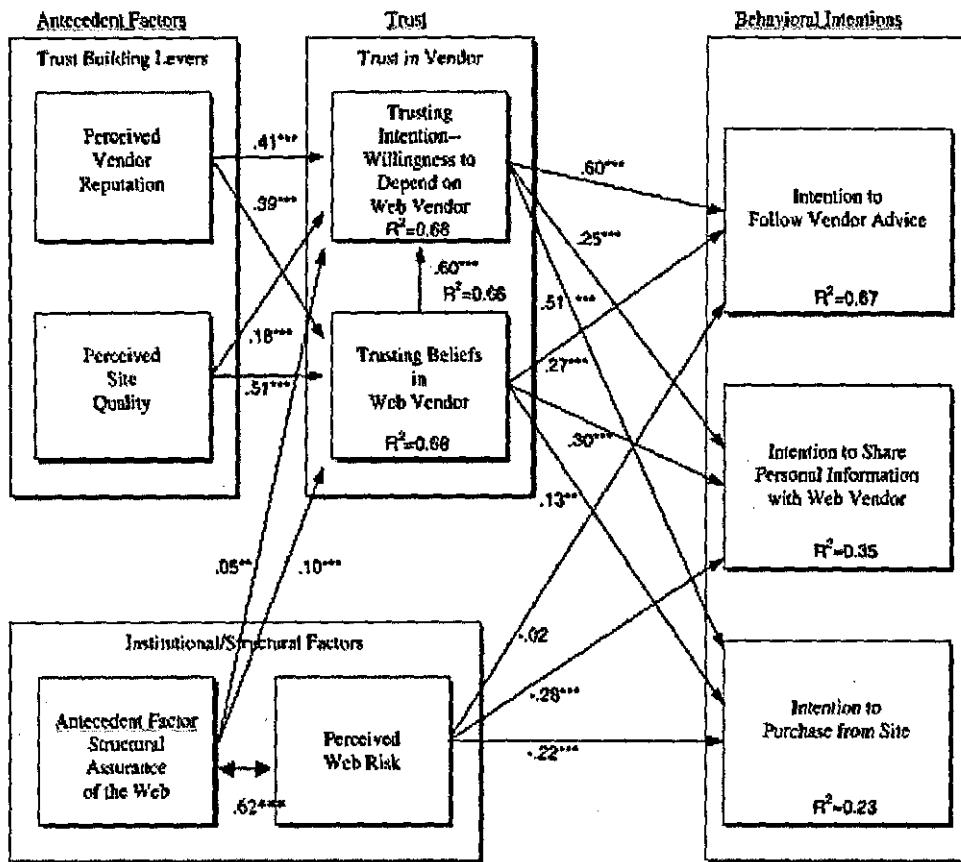 Antecedent Factors
Trust
Behavioral Intentions
Trust Building Levers
Trust in Vendor
Perceived
Vendor
Reputation
Trusting
Intention--
Willingness to
Depend on
Web Vendor
R²=0.68
Intention to
Follow Vendor Advice
R²=0.67
.41***
.39***
.60***
.25***
.60***
R²=0.66
.51 ***
Perceived
Site
Quality
.18***
.51***
Trusting Beliefs
in
Web Vendor
R²=0.66
.27***
.30***
.13**
Intention to Share
Personal Information
with Web Vendor
R²=0.35
.05**
.10***
Institutional/Structural Factors
-.02
-.28***
-.22***
Antecedent Factor
Structural
Assurance
of the Web
.62***
Perceived
Web Risk
Intention to
Purchase from Site
R²=0.23